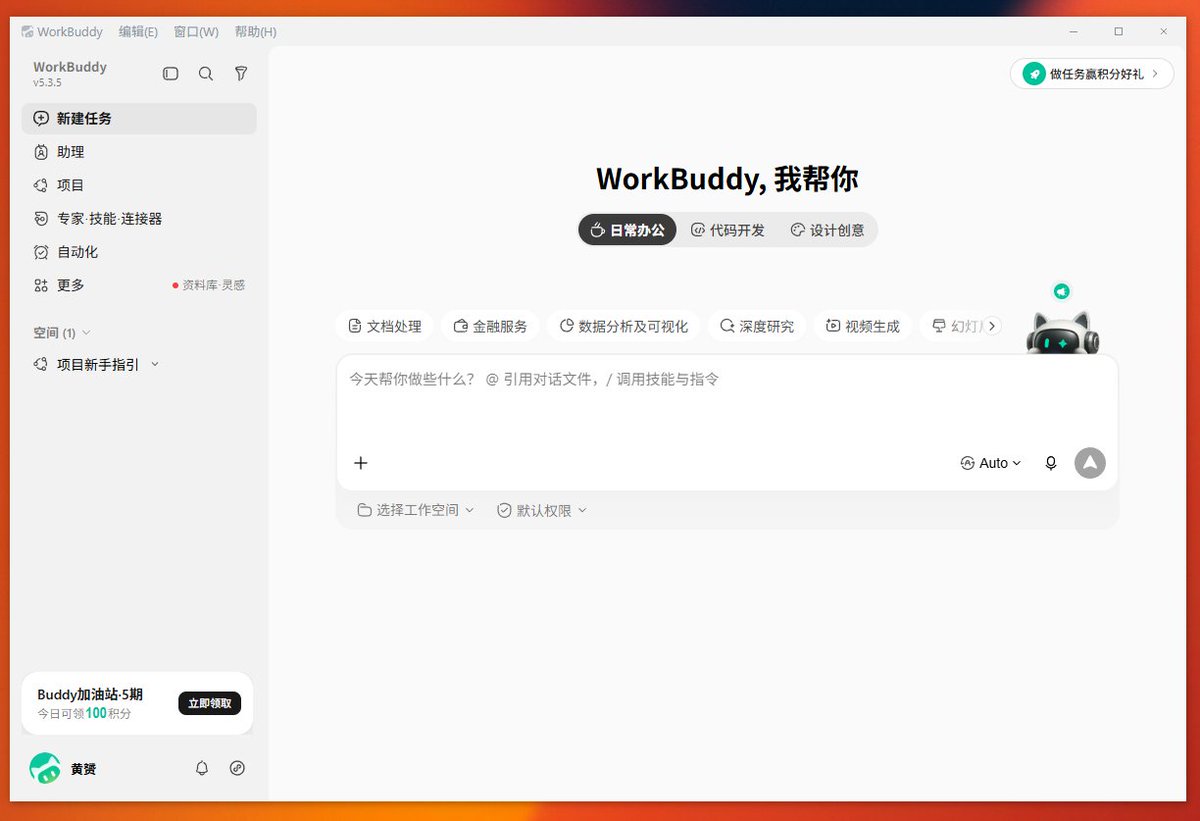 WorkBuddy 编辑(E) 窗口(W) 帮助(H)
WorkBuddy
v5.3.5
做任务赢积分好礼
新建任务
助理
项目
专家·技能·连接器
自动化
更多 资料库·灵感
空间 (1)
项目新手指引
WorkBuddy, 我帮你
日常办公 代码开发 设计创意
文档处理 金融服务 数据分析及可视化 深度研究 视频生成 幻灯
今天帮你做些什么？ @ 引用对话文件，/ 调用技能与指令
Auto
选择工作空间 默认权限
Buddy加油站·5期
今日可领100积分
立即领取
黄赟